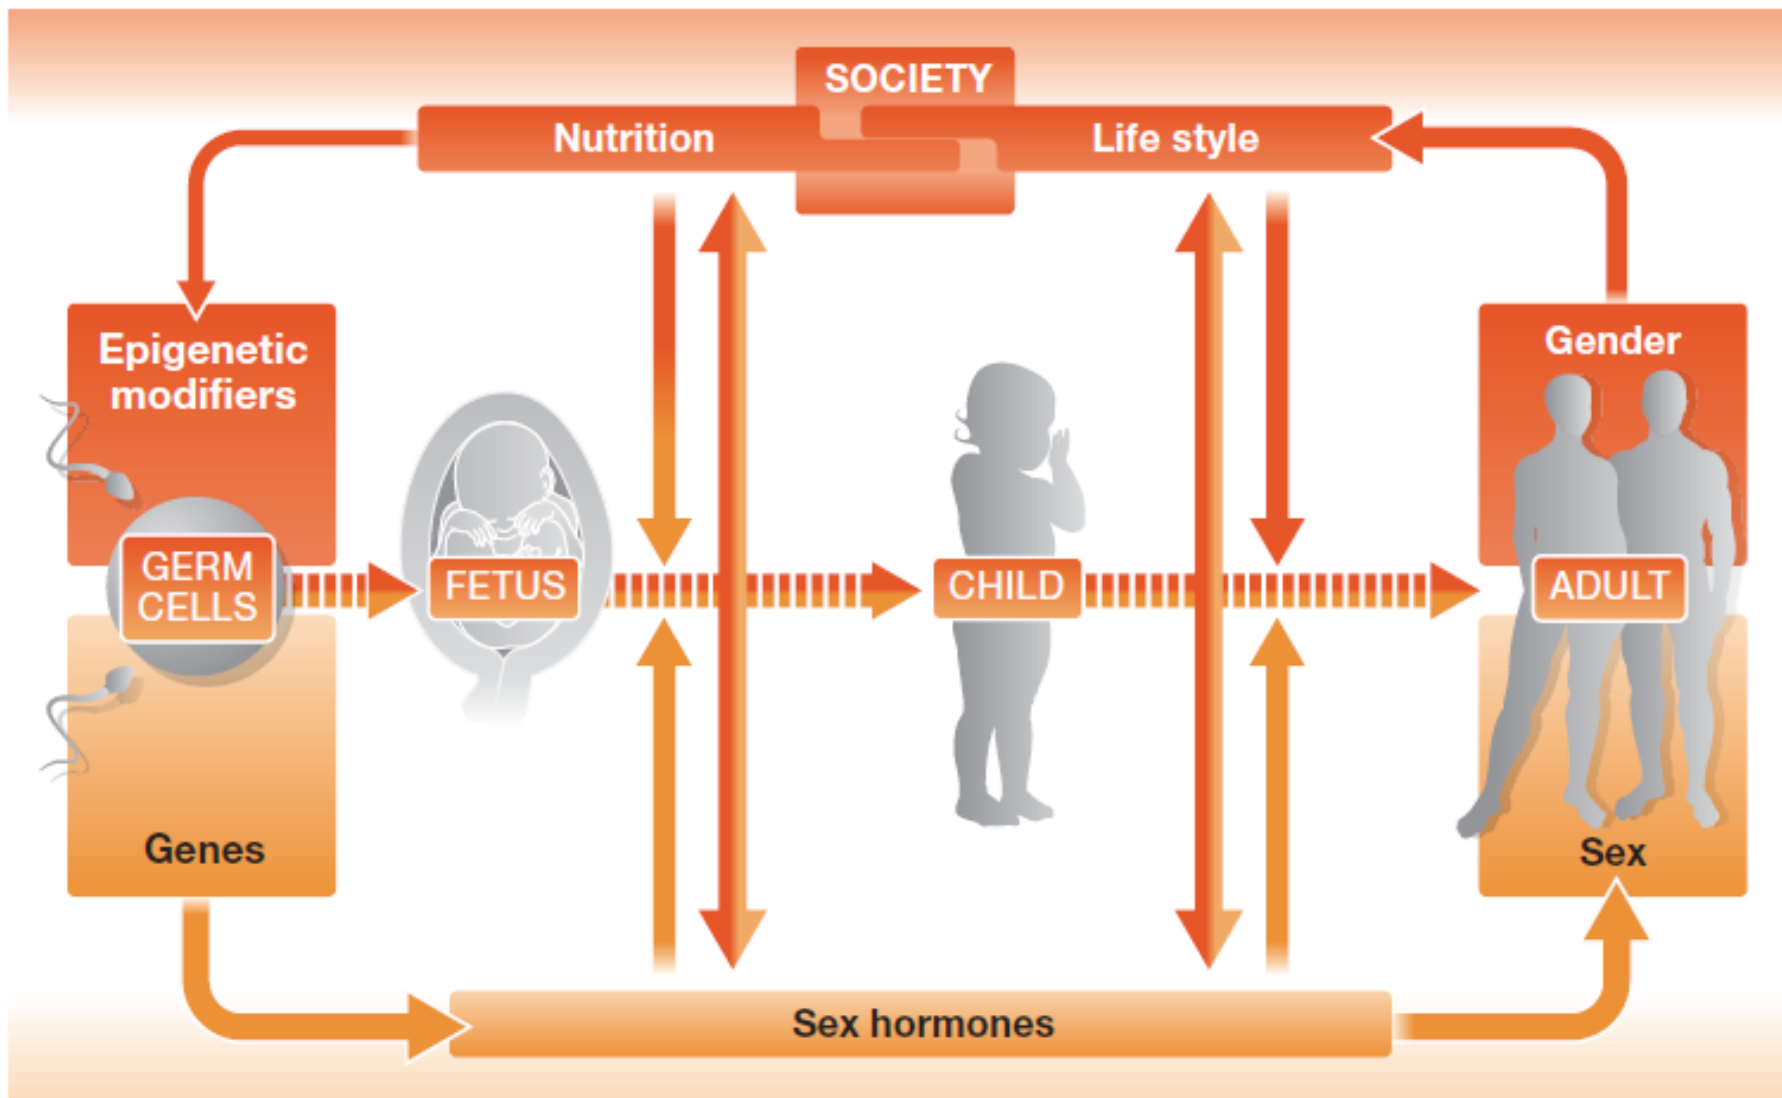 SOCIETY
Nutrition
Life style
Epigenetic
modifiers
Gender
GERM
CELLS
FETUS
CHILD
ADULT
Genes
Sex
Sex hormones